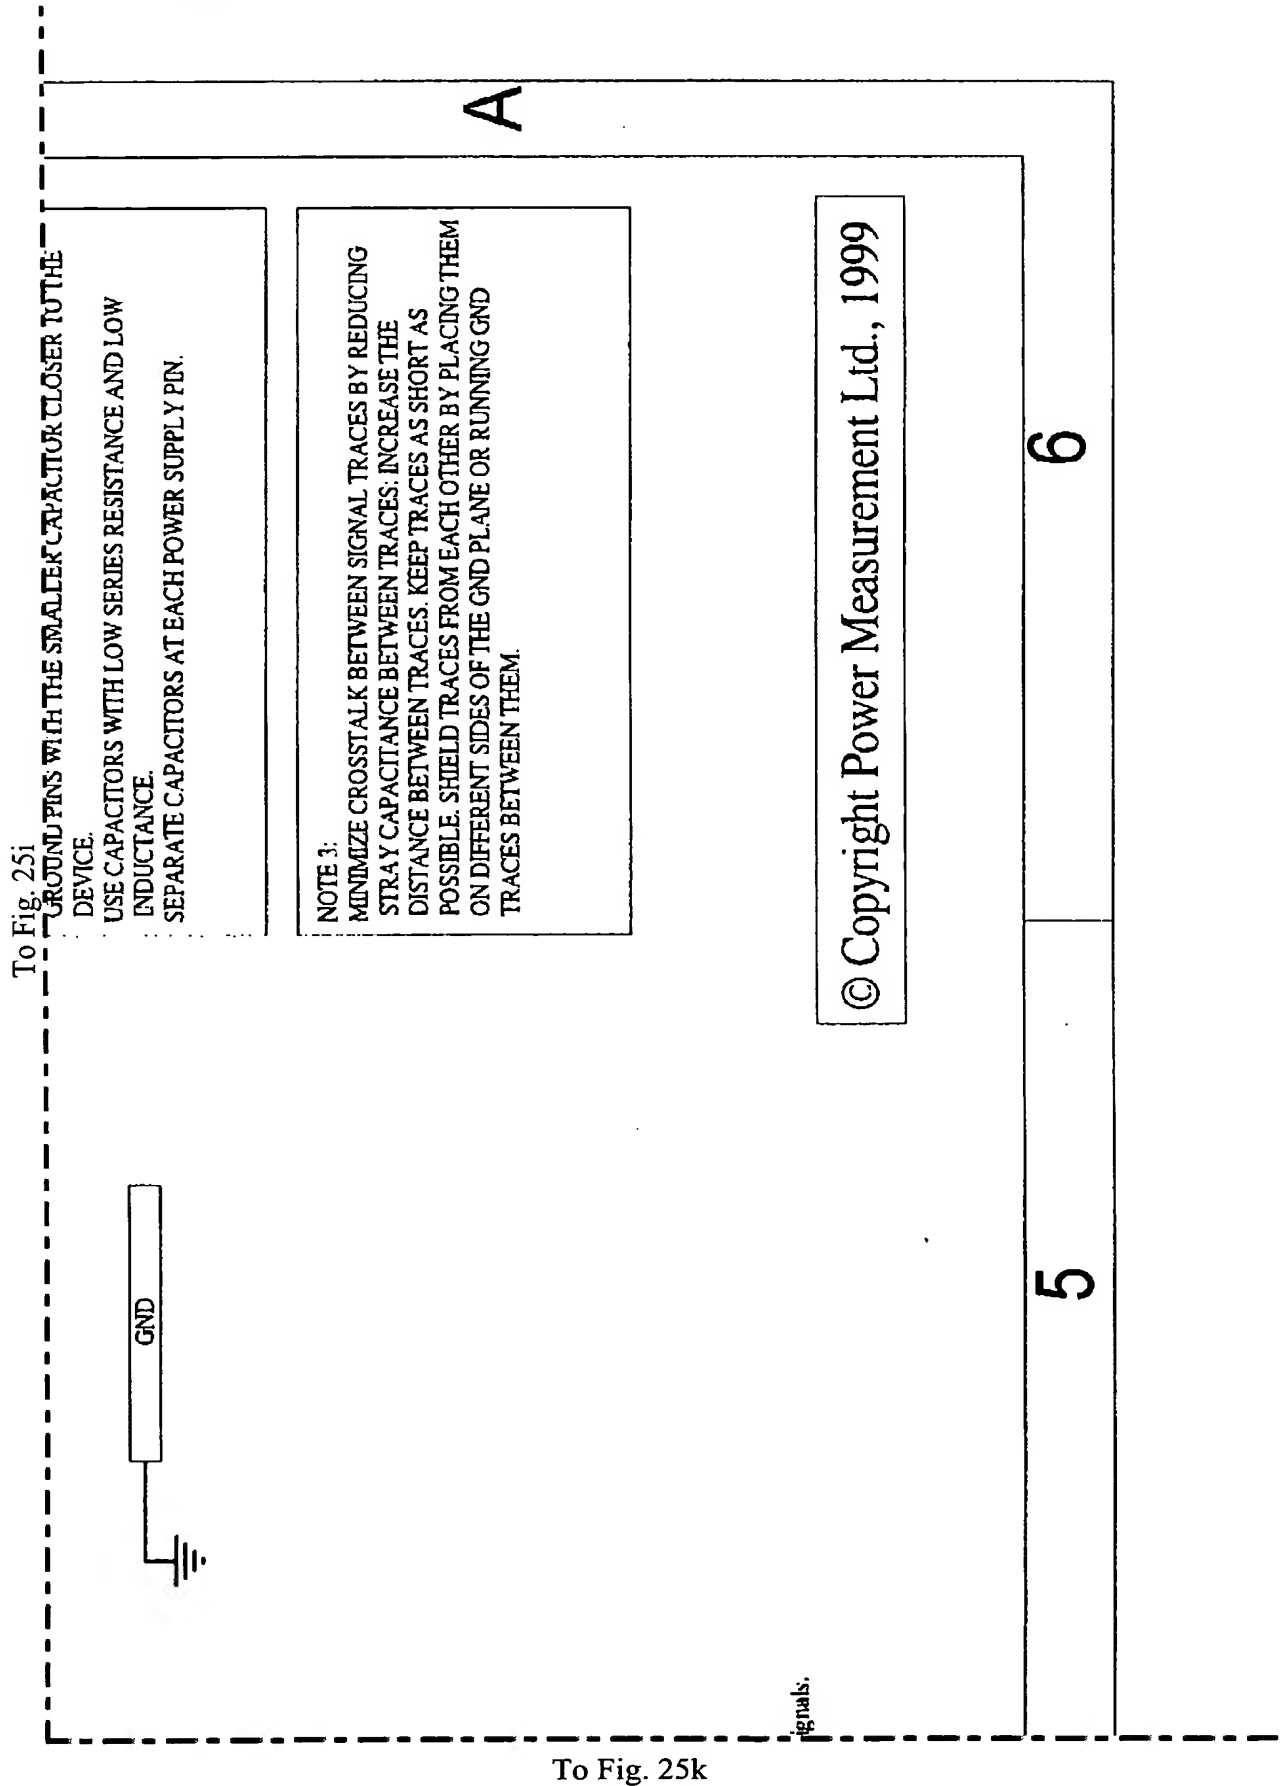 To Fig. 25i
GROUND PINS WITH THE SMALLER CAPACITOR CLOSER TO THE
DEVICE.
USE CAPACITORS WITH LOW SERIES RESISTANCE AND LOW
INDUCTANCE.
SEPARATE CAPACITORS AT EACH POWER SUPPLY PIN.
NOTE 3:
MINIMIZE CROSSTALK BETWEEN SIGNAL TRACES BY REDUCING
STRAY CAPACITANCE BETWEEN TRACES: INCREASE THE
DISTANCE BETWEEN TRACES. KEEP TRACES AS SHORT AS
POSSIBLE. SHIELD TRACES FROM EACH OTHER BY PLACING THEM
ON DIFFERENT SIDES OF THE GND PLANE OR RUNNING GND
TRACES BETWEEN THEM.
A
GND
© Copyright Power Measurement Ltd., 1999
ignals.
5
6
To Fig. 25k